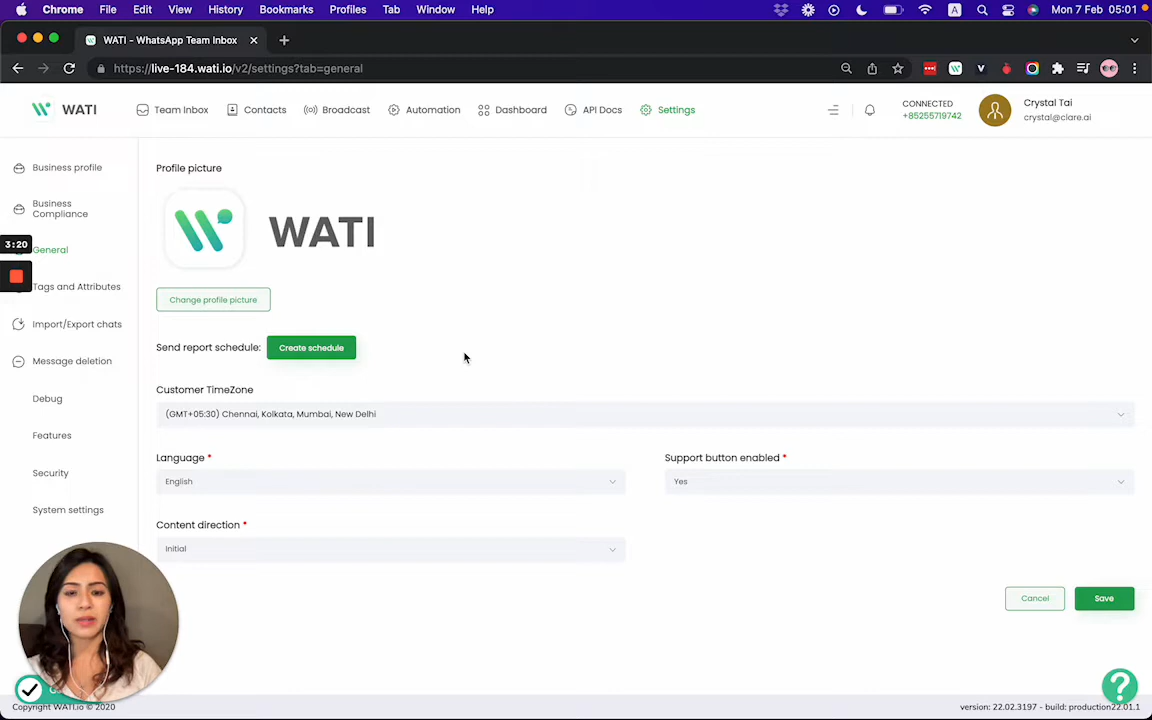 Chrome File Edit View History Bookmarks Profiles Tab Window Help A Mon 7 Feb 05:01
WATI - WhatsApp Team Inbox
https://live-184.wati.io/v2/settings?tab=general
WATI Team Inbox Contacts Broadcast Automation Dashboard API Docs Settings
CONNECTED
+85255719742
Crystal Tai
crystal@clare.ai
Business profile
Business
Compliance
3:20
General
Tags and Attributes
Import/Export chats
Message deletion
Debug
Features
Security
System settings
Profile picture
WATI
Change profile picture
Send report schedule: Create schedule
Customer TimeZone
(GMT+05:30) Chennai, Kolkata, Mumbai, New Delhi
Language *
English
Support button enabled *
Yes
Content direction *
Initial
Cancel Save
?
Copyright WATI.io © 2020
version: 22.02.3197 - build: production22.01.1